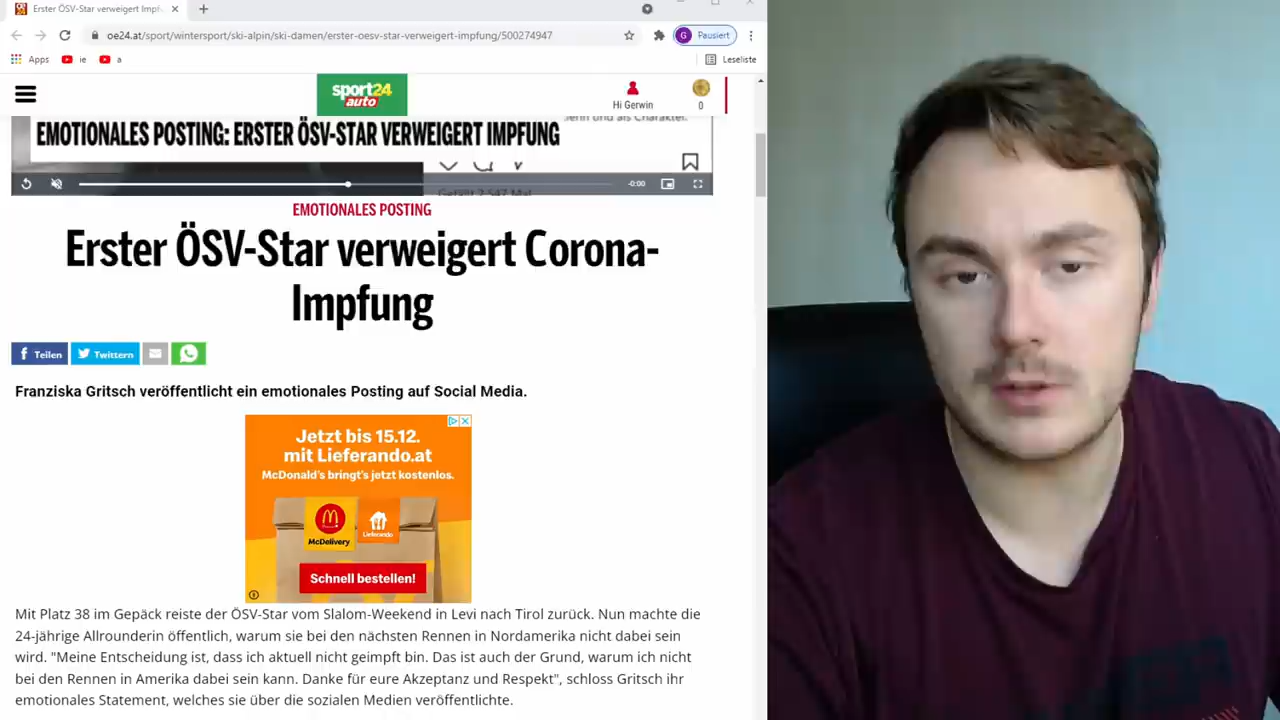 Erster ÖSV-Star verweigert Impf
oe24.at/sport/wintersport/ski-alpin/ski-damen/erster-oesv-star-verweigert-impfung/500274947
G Pausiert
Apps ie a Leseliste
sport24
auto
Hi Gerwin 0
EMOTIONALES POSTING: ERSTER ÖSV-STAR VERWEIGERT IMPFUNG
und als Charakter.
-0:00
EMOTIONALES POSTING
Erster ÖSV-Star verweigert Corona-
Impfung
Teilen Twittern
Franziska Gritsch veröffentlicht ein emotionales Posting auf Social Media.
Jetzt bis 15.12.
mit Lieferando.at
McDonald's bringt's jetzt kostenlos.
McDelivery Lieferando
Schnell bestellen!
Mit Platz 38 im Gepäck reiste der ÖSV-Star vom Slalom-Weekend in Levi nach Tirol zurück. Nun machte die
24-jährige Allrounderin öffentlich, warum sie bei den nächsten Rennen in Nordamerika nicht dabei sein
wird. "Meine Entscheidung ist, dass ich aktuell nicht geimpft bin. Das ist auch der Grund, warum ich nicht
bei den Rennen in Amerika dabei sein kann. Danke für eure Akzeptanz und Respekt", schloss Gritsch ihr
emotionales Statement, welches sie über die sozialen Medien veröffentlichte.